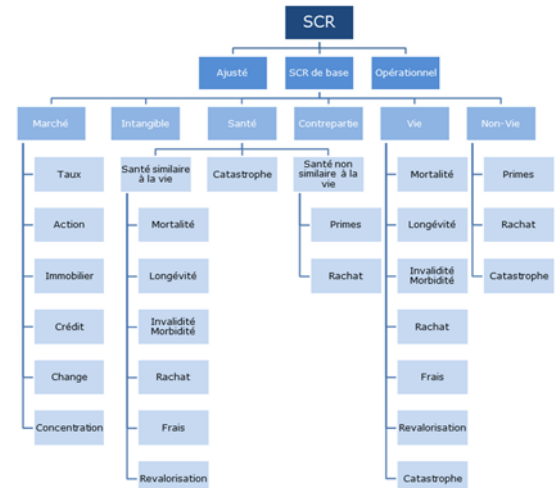 SCR
Ajusté
SCR de base
Opérationnel
Marché
Intangible
Santé
Contrepartie
Vie
Non-Vie
Taux
Action
Immobilier
Crédit
Change
Concentration
Santé similaire
à la vie
Mortalité
Longévité
Invalidité
Morbidité
Rachat
Frais
Revalorisation
Catastrophe
Santé non
similaire à la
vie
Primes
Rachat
Mortalité
Longévité
Invalidité
Morbidité
Rachat
Frais
Revalorisation
Catastrophe
Primes
Rachat
Catastrophe